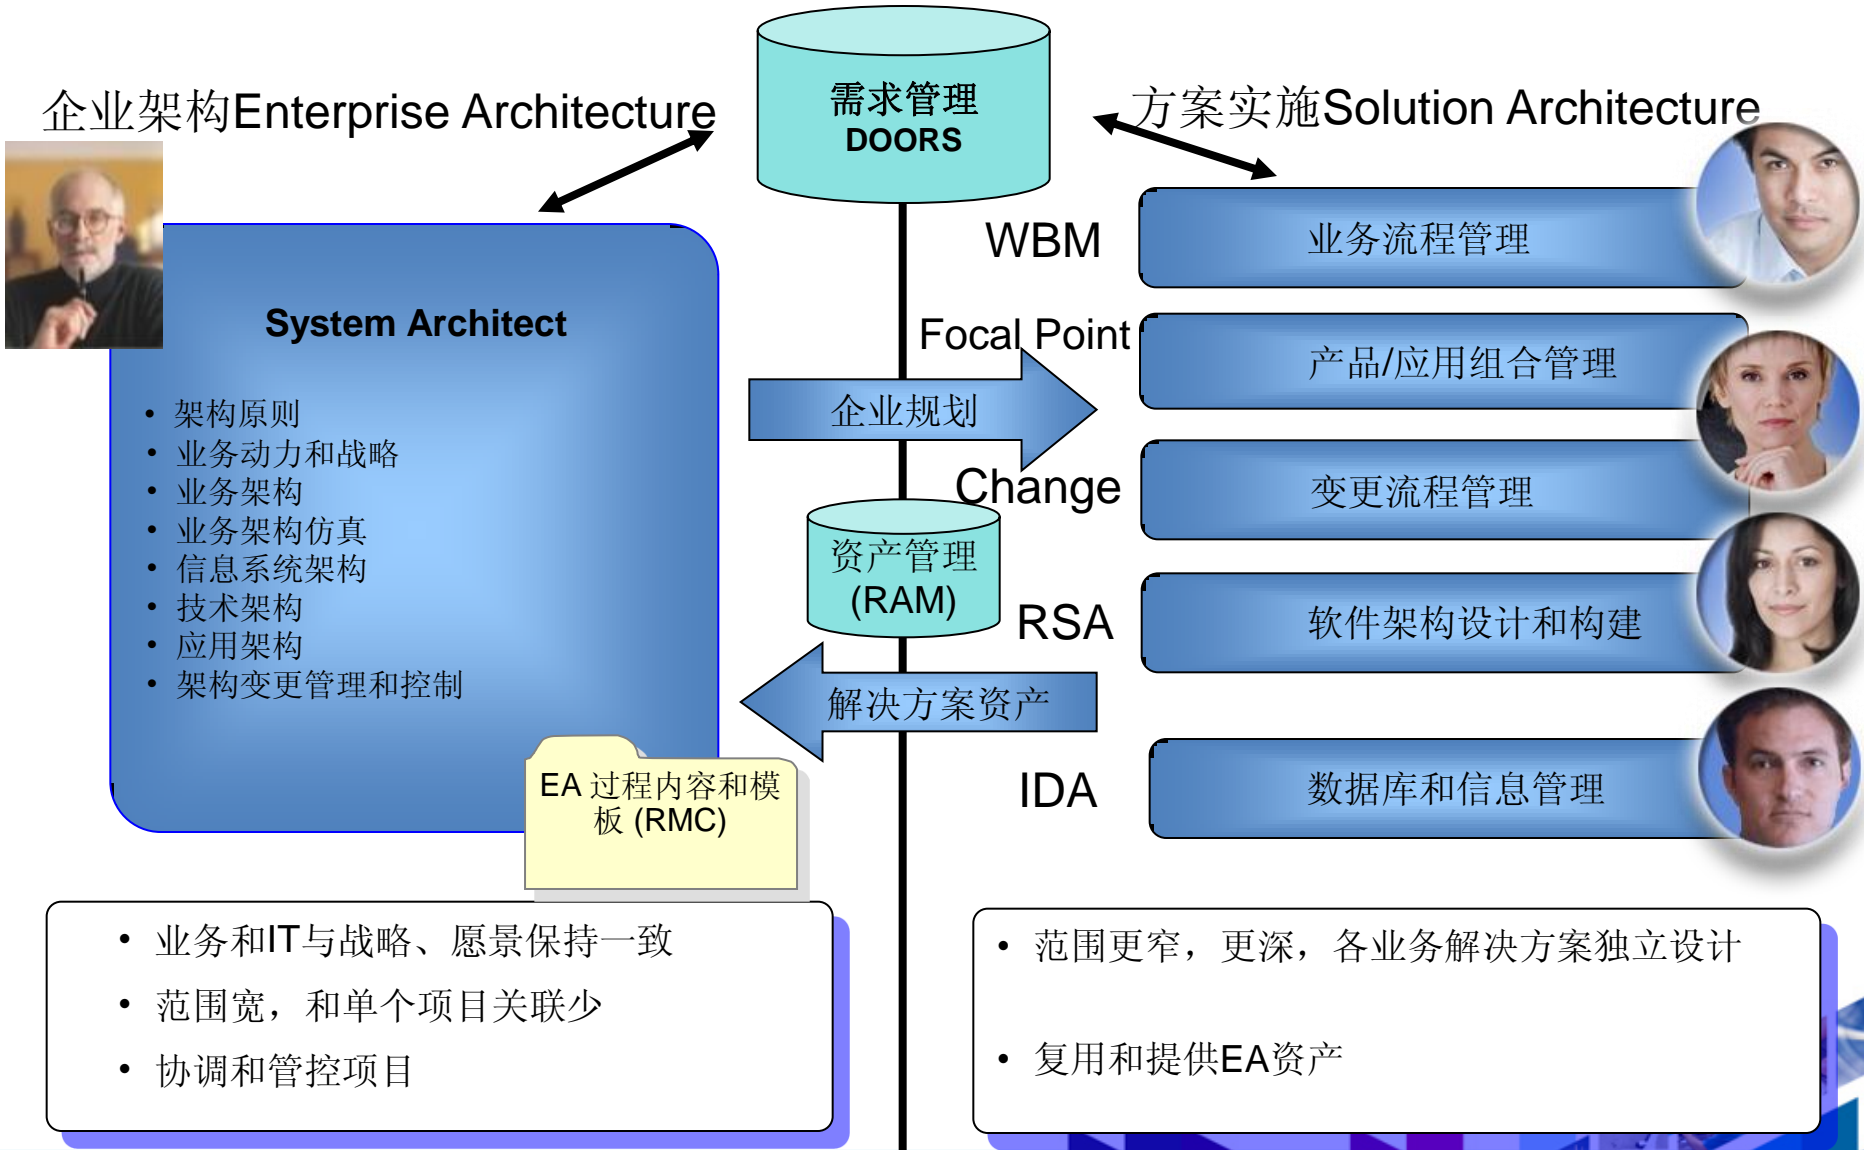 企业架构Enterprise Architecture
需求管理
DOORS
方案实施Solution Architecture
System Architect
• 架构原则
• 业务动力和战略
• 业务架构
• 业务架构仿真
• 信息系统架构
• 技术架构
• 应用架构
• 架构变更管理和控制
EA 过程内容和模
板 (RMC)
企业规划
资产管理
(RAM)
解决方案资产
WBM
业务流程管理
Focal Point
产品/应用组合管理
Change
变更流程管理
RSA
软件架构设计和构建
IDA
数据库和信息管理
• 业务和IT与战略、愿景保持一致
• 范围宽，和单个项目关联少
• 协调和管控项目
• 范围更窄，更深，各业务解决方案独立设计
• 复用和提供EA资产